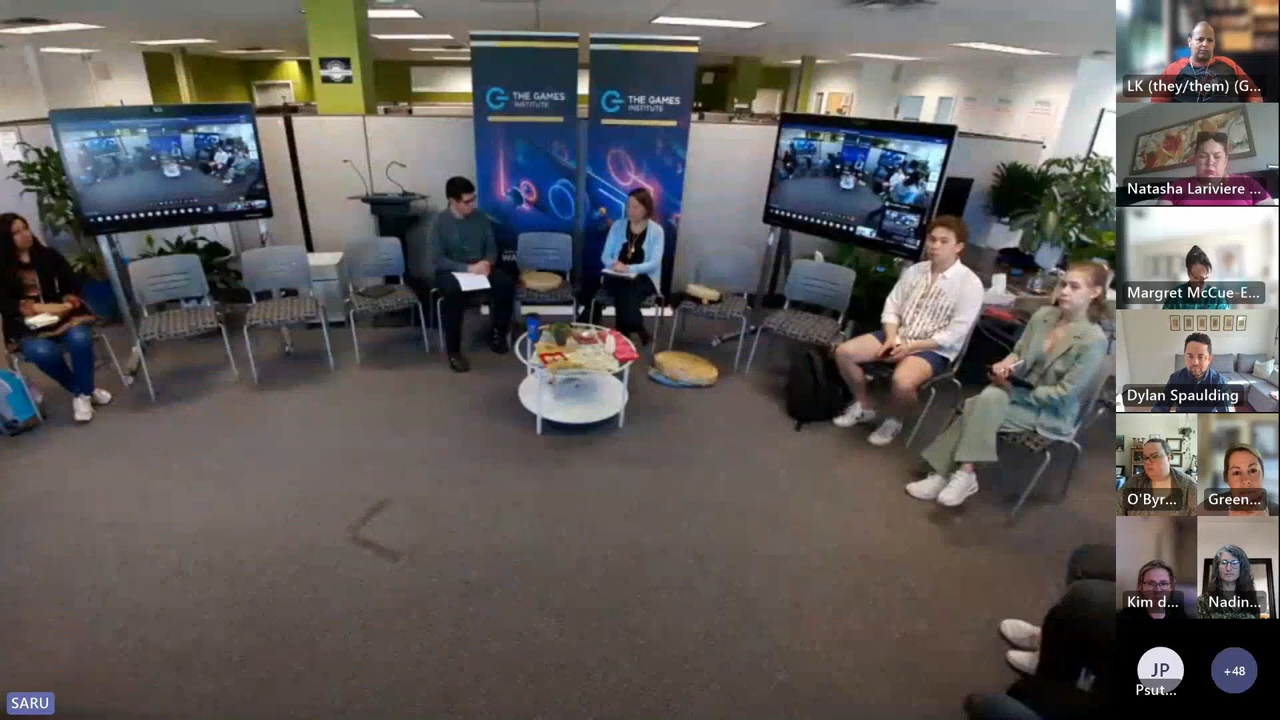 THE GAMES
INSTITUTE
THE GAMES
INSTITUTE
LK (they/them) (G...
Natasha Lariviere ...
Margret McCue-E...
Dylan Spaulding
O'Byr...
Green...
Kim d...
Nadin...
JP
Psut...
+48
SARU